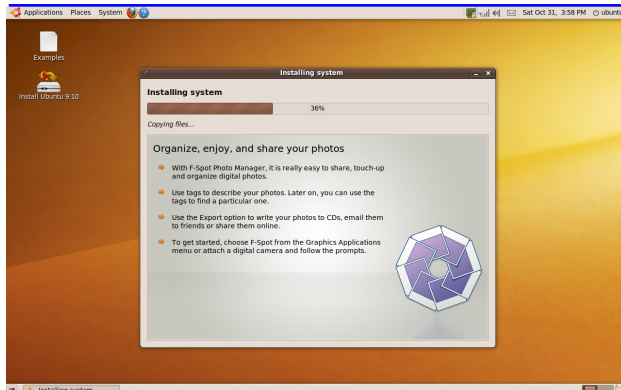 Applications Places System Sat Oct 31, 3:58 PM ubuntu
Examples
Install Ubuntu 9.10
Installing system
Installing system
36%
Copying files...
Organize, enjoy, and share your photos
With F-Spot Photo Manager, it is really easy to share, touch-up
and organize digital photos.
Use tags to describe your photos. Later on, you can use the
tags to find a particular one.
Use the Export option to write your photos to CDs, email them
to friends or share them online.
To get started, choose F-Spot from the Graphics Applications
menu or attach a digital camera and follow the prompts.
Installing system